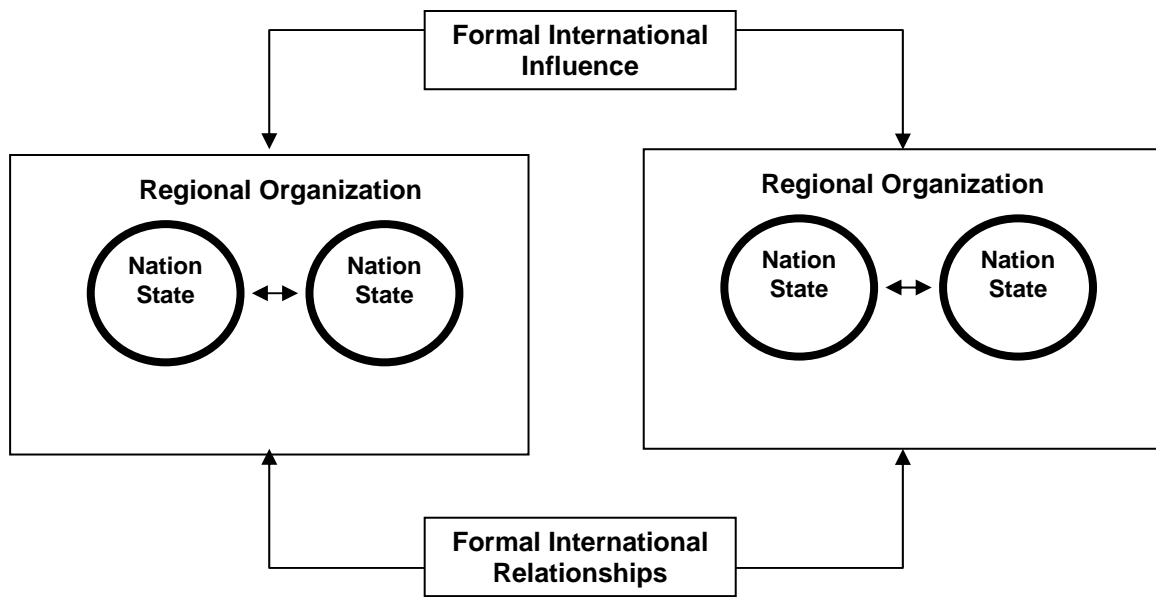 Formal International
Influence
Regional Organization
Nation
State
Nation
State
Regional Organization
Nation
State
Nation
State
Formal International
Relationships